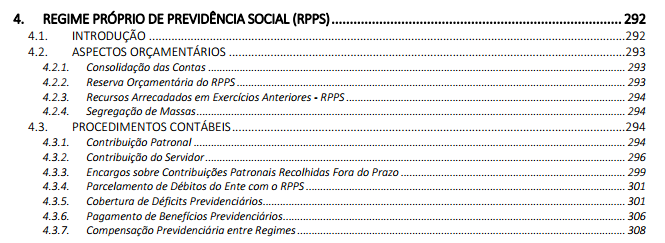 4. REGIME PRÓPRIO DE PREVIDÊNCIA SOCIAL (RPPS) 292
4.1. INTRODUÇÃO 292
4.2. ASPECTOS ORÇAMENTÁRIOS 293
4.2.1. Consolidação das Contas 293
4.2.2. Reserva Orçamentária do RPPS 293
4.2.3. Recursos Arrecadados em Exercícios Anteriores - RPPS 294
4.2.4. Segregação de Massas 294
4.3. PROCEDIMENTOS CONTÁBEIS 294
4.3.1. Contribuição Patronal 294
4.3.2. Contribuição do Servidor 296
4.3.3. Encargos sobre Contribuições Patronais Recolhidas Fora do Prazo 299
4.3.4. Parcelamento de Débitos do Ente com o RPPS 301
4.3.5. Cobertura de Déficits Previdenciários 301
4.3.6. Pagamento de Benefícios Previdenciários 306
4.3.7. Compensação Previdenciária entre Regimes 308